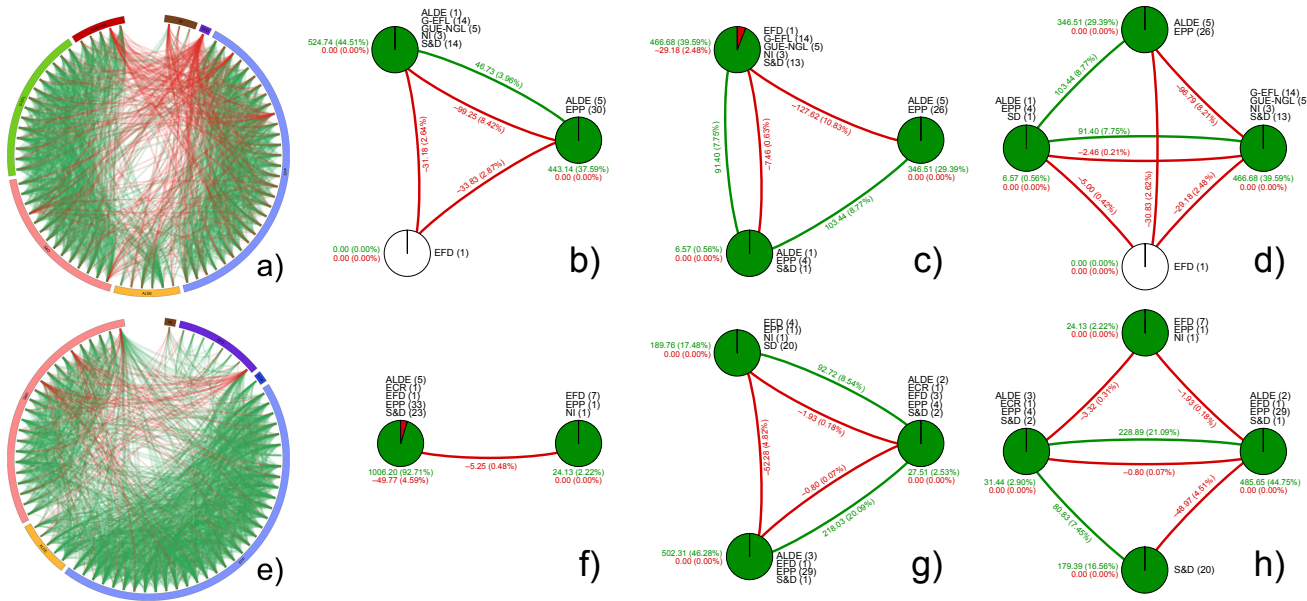 a)
ALDE (1)
G-EFL (14)
GUE-NGL (5)
NI (3)
S&D (14)
524.74 (44.51%)
0.00 (0.00%)
46.73 (3.96%)
−99.25 (8.42%)
−31.18 (2.64%)
−33.83 (2.87%)
ALDE (5)
EPP (30)
443.14 (37.59%)
0.00 (0.00%)
0.00 (0.00%)
0.00 (0.00%)
EFD (1)
b)
EFD (1)
G-EFL (14)
GUE-NGL (5)
NI (3)
S&D (13)
466.68 (39.59%)
−29.18 (2.48%)
−127.62 (10.83%)
91.40 (7.75%)
−7.46 (0.63%)
103.44 (8.77%)
ALDE (5)
EPP (26)
346.51 (29.39%)
0.00 (0.00%)
6.57 (0.56%)
0.00 (0.00%)
ALDE (1)
EPP (4)
S&D (1)
c)
346.51 (29.39%)
0.00 (0.00%)
ALDE (5)
EPP (26)
103.44 (8.77%)
−96.79 (8.21%)
ALDE (1)
EPP (4)
SD (1)
G-EFL (14)
GUE-NGL (5
NI (3)
S&D (13)
91.40 (7.75%)
−2.46 (0.21%)
6.57 (0.56%)
0.00 (0.00%)
466.68 (39.59%)
0.00 (0.00%)
−5.00 (0.42%)
−30.83 (2.62%)
−29.18 (2.48%)
0.00 (0.00%)
0.00 (0.00%)
EFD (1)
d)
ALDE
e)
ALDE (5)
ECR (1)
EFD (1)
EPP (33)
S&D (23)
EFD (7)
EPP (1)
NI (1)
−5.25 (0.48%)
1006.20 (92.71%)
−49.77 (4.59%)
24.13 (2.22%)
0.00 (0.00%)
f)
EFD (4)
EPP (1))
NI (1)
SD (20)
189.76 (17.48%)
0.00 (0.00%)
92.72 (8.54%)
−1.93 (0.18%)
−52.28 (4.82%)
−0.80 (0.07%)
218.03 (20.09%)
ALDE (2)
ECR (1)
EFD (3)
EPP (4)
S&D (2)
27.51 (2.53%)
0.00 (0.00%)
502.31 (46.28%)
0.00 (0.00%)
ALDE (3)
EFD (1)
EPP (29)
S&D (1)
g)
24.13 (2.22%)
0.00 (0.00%)
EFD (7)
EPP (1)
NI (1)
−3.32 (0.31%)
−1.93 (0.18%)
ALDE (3)
ECR (1)
EPP (4)
S&D (2)
ALDE (2)
EFD (1)
EPP (29)
S&D (1)
228.89 (21.09%)
−0.80 (0.07%)
31.44 (2.90%)
0.00 (0.00%)
485.65 (44.75%)
0.00 (0.00%)
80.83 (7.45%)
−48.97 (4.51%)
179.39 (16.56%)
0.00 (0.00%)
S&D (20)
h)